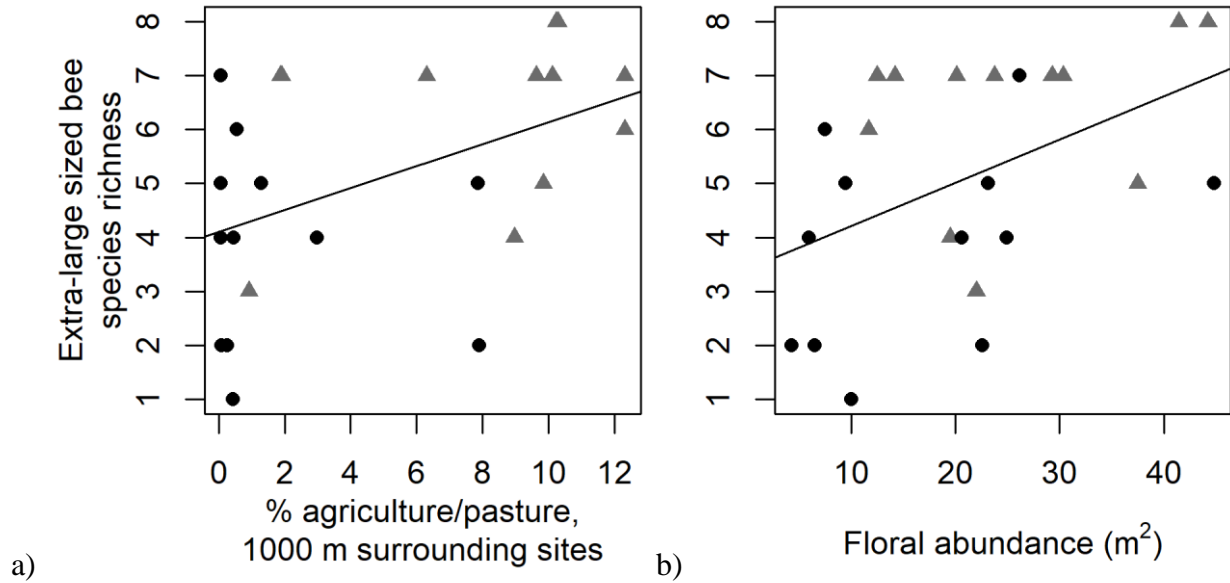 Extra-large sized bee
species richness
8
7
6
5
4
3
2
1
0 2 4 6 8 10 12
% agriculture/pasture,
1000 m surrounding sites
a)
8
7
6
5
4
3
2
1
10 20 30 40
Floral abundance (m²)
b)